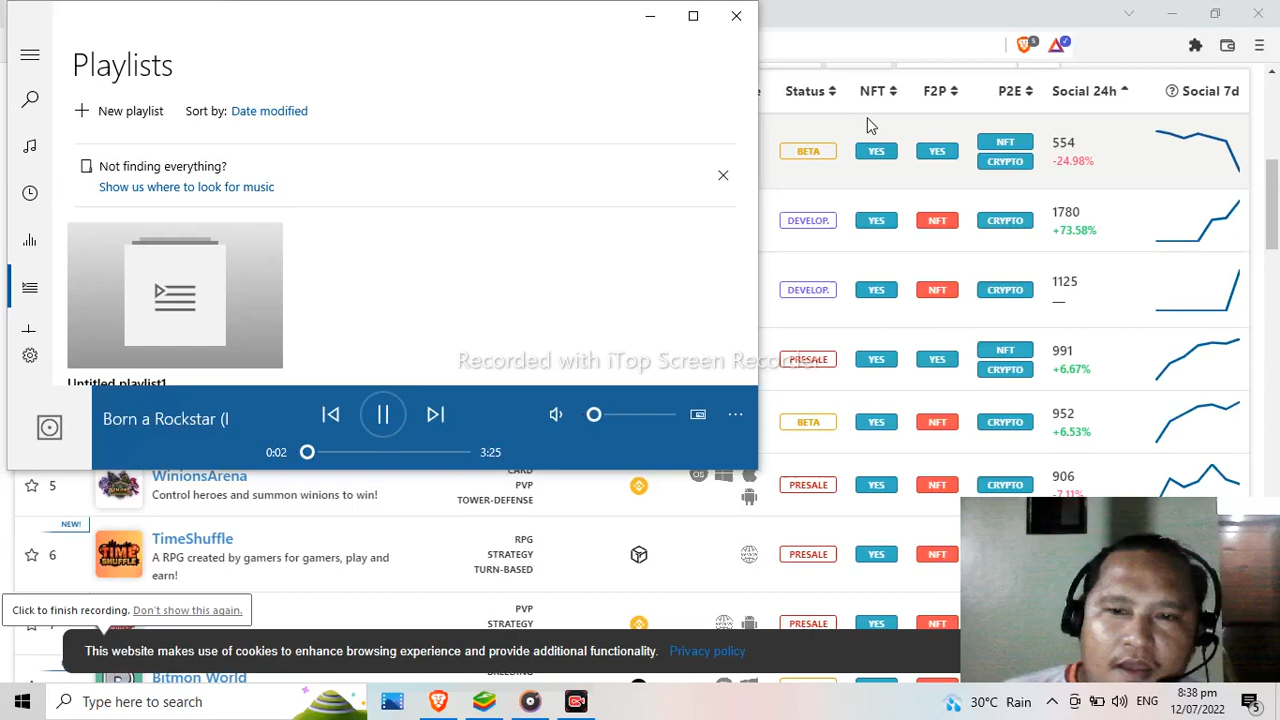 Playlists
New playlist Sort by: Date modified
Not finding everything?
Show us where to look for music
Untitled playlist1
Born a Rockstar (I
0:02 3:25
Recorded with iTop Screen Recorder
Status NFT F2P P2E Social 24h Social 7d
BETA YES YES NFT CRYPTO 554 -24.98%
DEVELOP. YES NFT CRYPTO 1780 +73.58%
DEVELOP. YES NFT CRYPTO 1125 —
PRESALE YES YES NFT CRYPTO 991 +6.67%
BETA YES NFT CRYPTO 952 +6.53%
PRESALE YES NFT CRYPTO 906 -7.11%
5 WinionsArena CARD
Control heroes and summon winions to win! PVP
TOWER-DEFENSE
NEW!
6 TimeShuffle RPG
A RPG created by gamers for gamers, play and earn! STRATEGY
TURN-BASED
PRESALE YES NFT
PVP
STRATEGY
PRESALE YES NFT
Click to finish recording. Don't show this again.
This website makes use of cookies to enhance browsing experience and provide additional functionality. Privacy policy
Bitmon World BREEDING
Type here to search
30°C Rain ENG 8:38 pm
12/07/2022
5